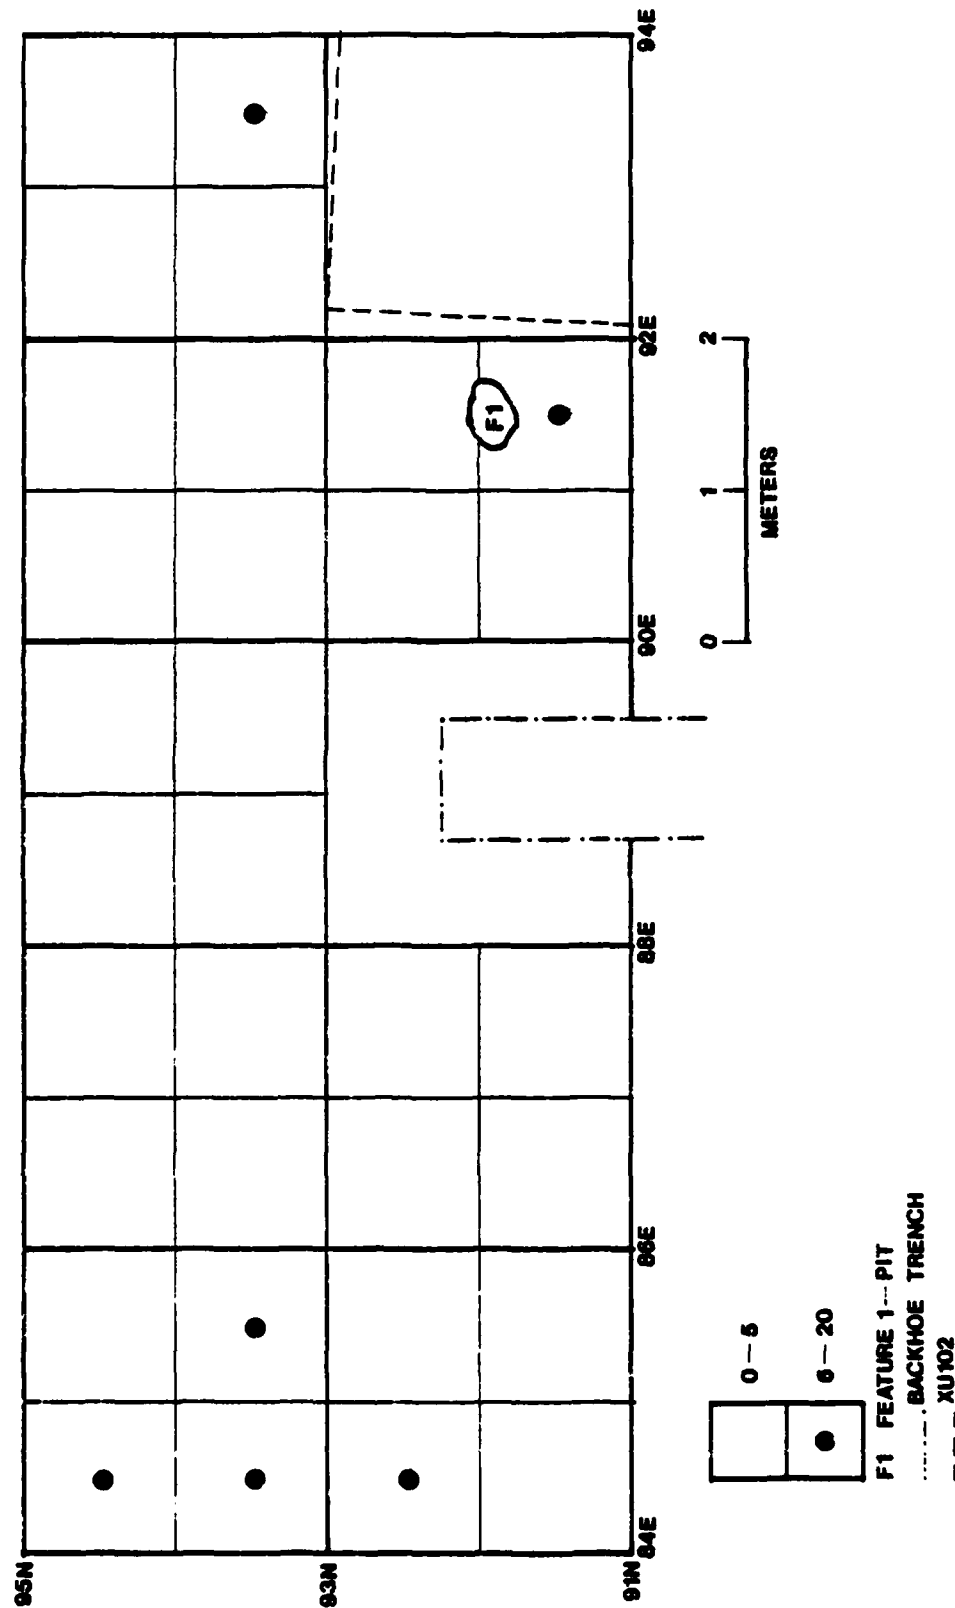 95N
93N
91N
84E
86E
88E
90E
92E
94E
F1
0 1 2
METERS
0 – 5
6 – 20
F1 FEATURE 1 -- PIT
BACKHOE TRENCH
XU102